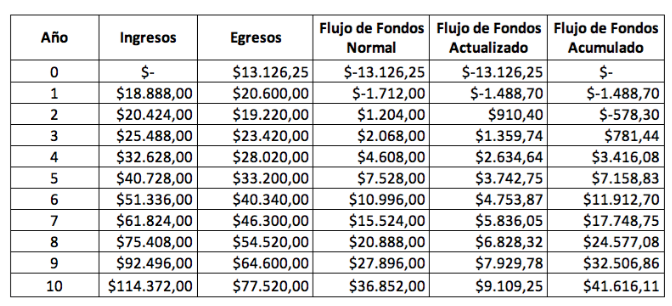 Año Ingresos Egresos Flujo de Fondos Normal Flujo de Fondos Actualizado Flujo de Fondos Acumulado
0 $- $13.126,25 $-13.126,25 $-13.126,25 $-
1 $18.888,00 $20.600,00 $-1.712,00 $-1.488,70 $-1.488,70
2 $20.424,00 $19.220,00 $1.204,00 $910,40 $-578,30
3 $25.488,00 $23.420,00 $2.068,00 $1.359,74 $781,44
4 $32.628,00 $28.020,00 $4.608,00 $2.634,64 $3.416,08
5 $40.728,00 $33.200,00 $7.528,00 $3.742,75 $7.158,83
6 $51.336,00 $40.340,00 $10.996,00 $4.753,87 $11.912,70
7 $61.824,00 $46.300,00 $15.524,00 $5.836,05 $17.748,75
8 $75.408,00 $54.520,00 $20.888,00 $6.828,32 $24.577,08
9 $92.496,00 $64.600,00 $27.896,00 $7.929,78 $32.506,86
10 $114.372,00 $77.520,00 $36.852,00 $9.109,25 $41.616,11